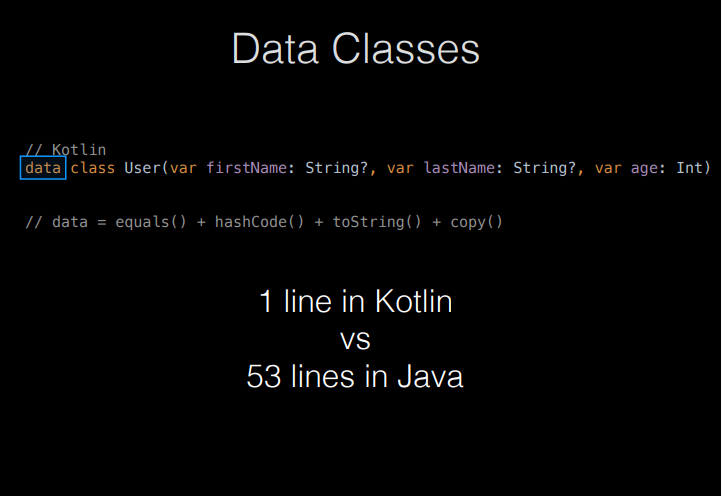 Data Classes
// Kotlin
data class User(var firstName: String?, var lastName: String?, var age: Int)
// data = equals() + hashCode() + toString() + copy()
1 line in Kotlin
vs
53 lines in Java